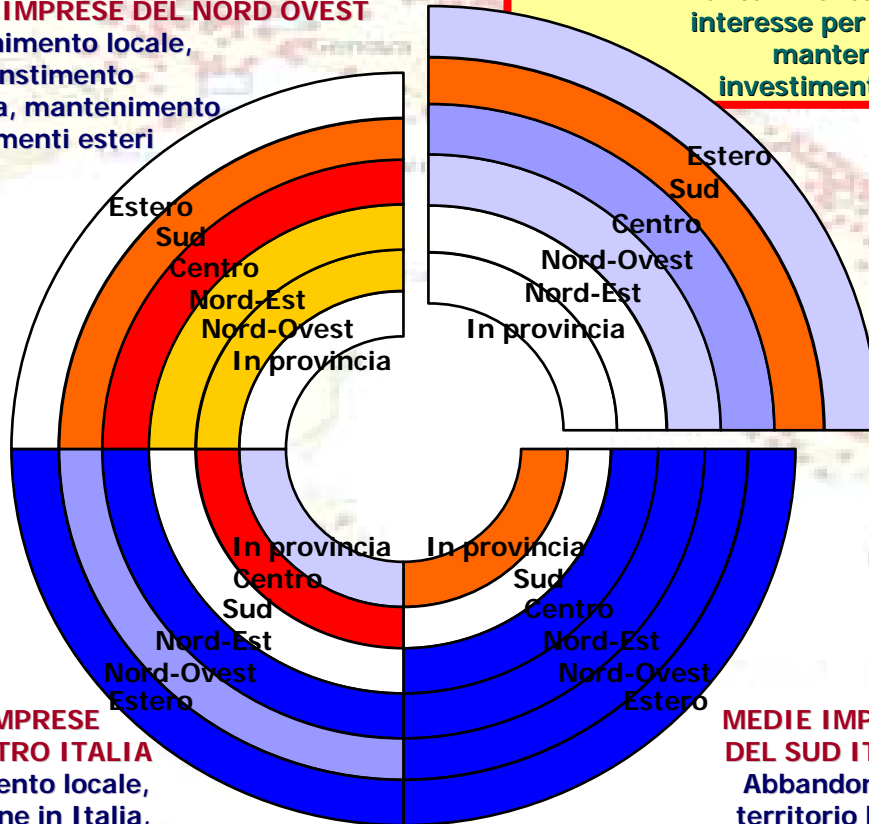 IMPRESE DEL NORD OVEST
imento locale,
nstimento
a, mantenimento
menti esteri
interesse per
manter
investiment
Estero
Sud
Centro
Nord-Est
Nord-Ovest
In provincia
Estero
Sud
Centro
Nord-Ovest
Nord-Est
In provincia
In provincia
Centro
Sud
Nord-Est
Nord-Ovest
Estero
In provincia
Sud
Centro
Nord-Est
Nord-Ovest
Estero
MPRESE
TRO ITALIA
ento locale,
ne in Italia,
MEDIE IMP
DEL SUD IT
Abbandon
territorio l